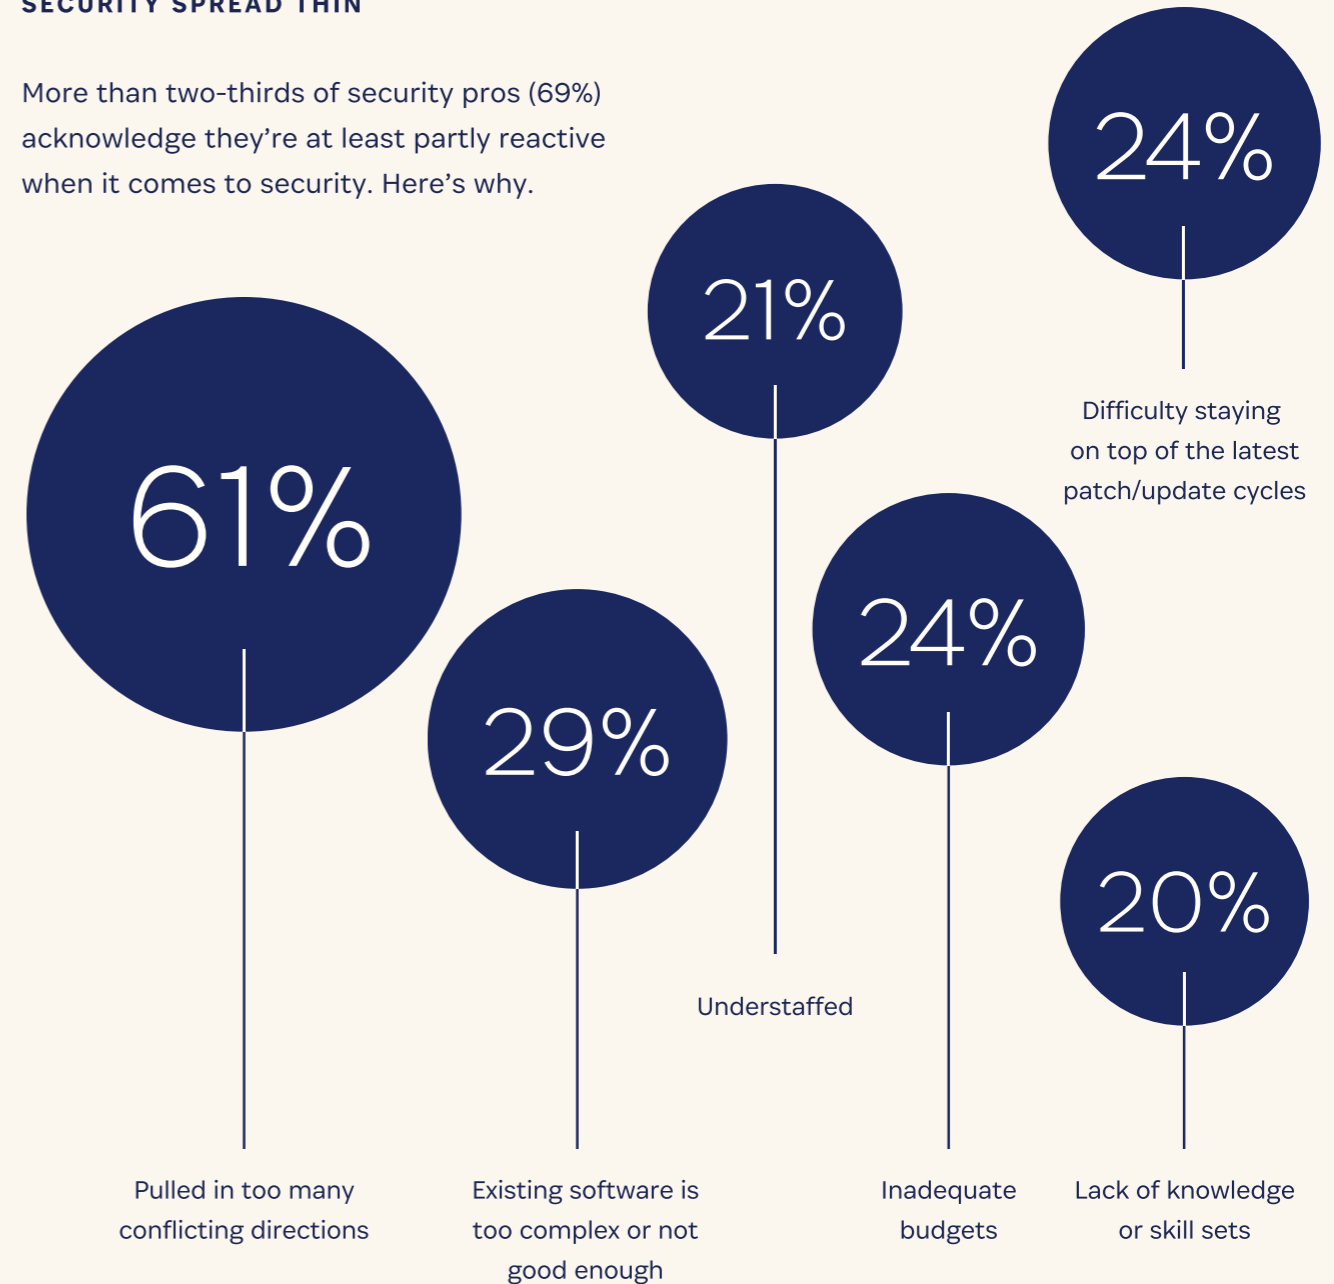 SECURITY SPREAD THIN
More than two-thirds of security pros (69%)
acknowledge they’re at least partly reactive
when it comes to security. Here’s why.
24%
Difficulty staying
on top of the latest
patch/update cycles
21%
Understaffed
61%
Pulled in too many
conflicting directions
29%
Existing software is
too complex or not
good enough
24%
Inadequate
budgets
20%
Lack of knowledge
or skill sets